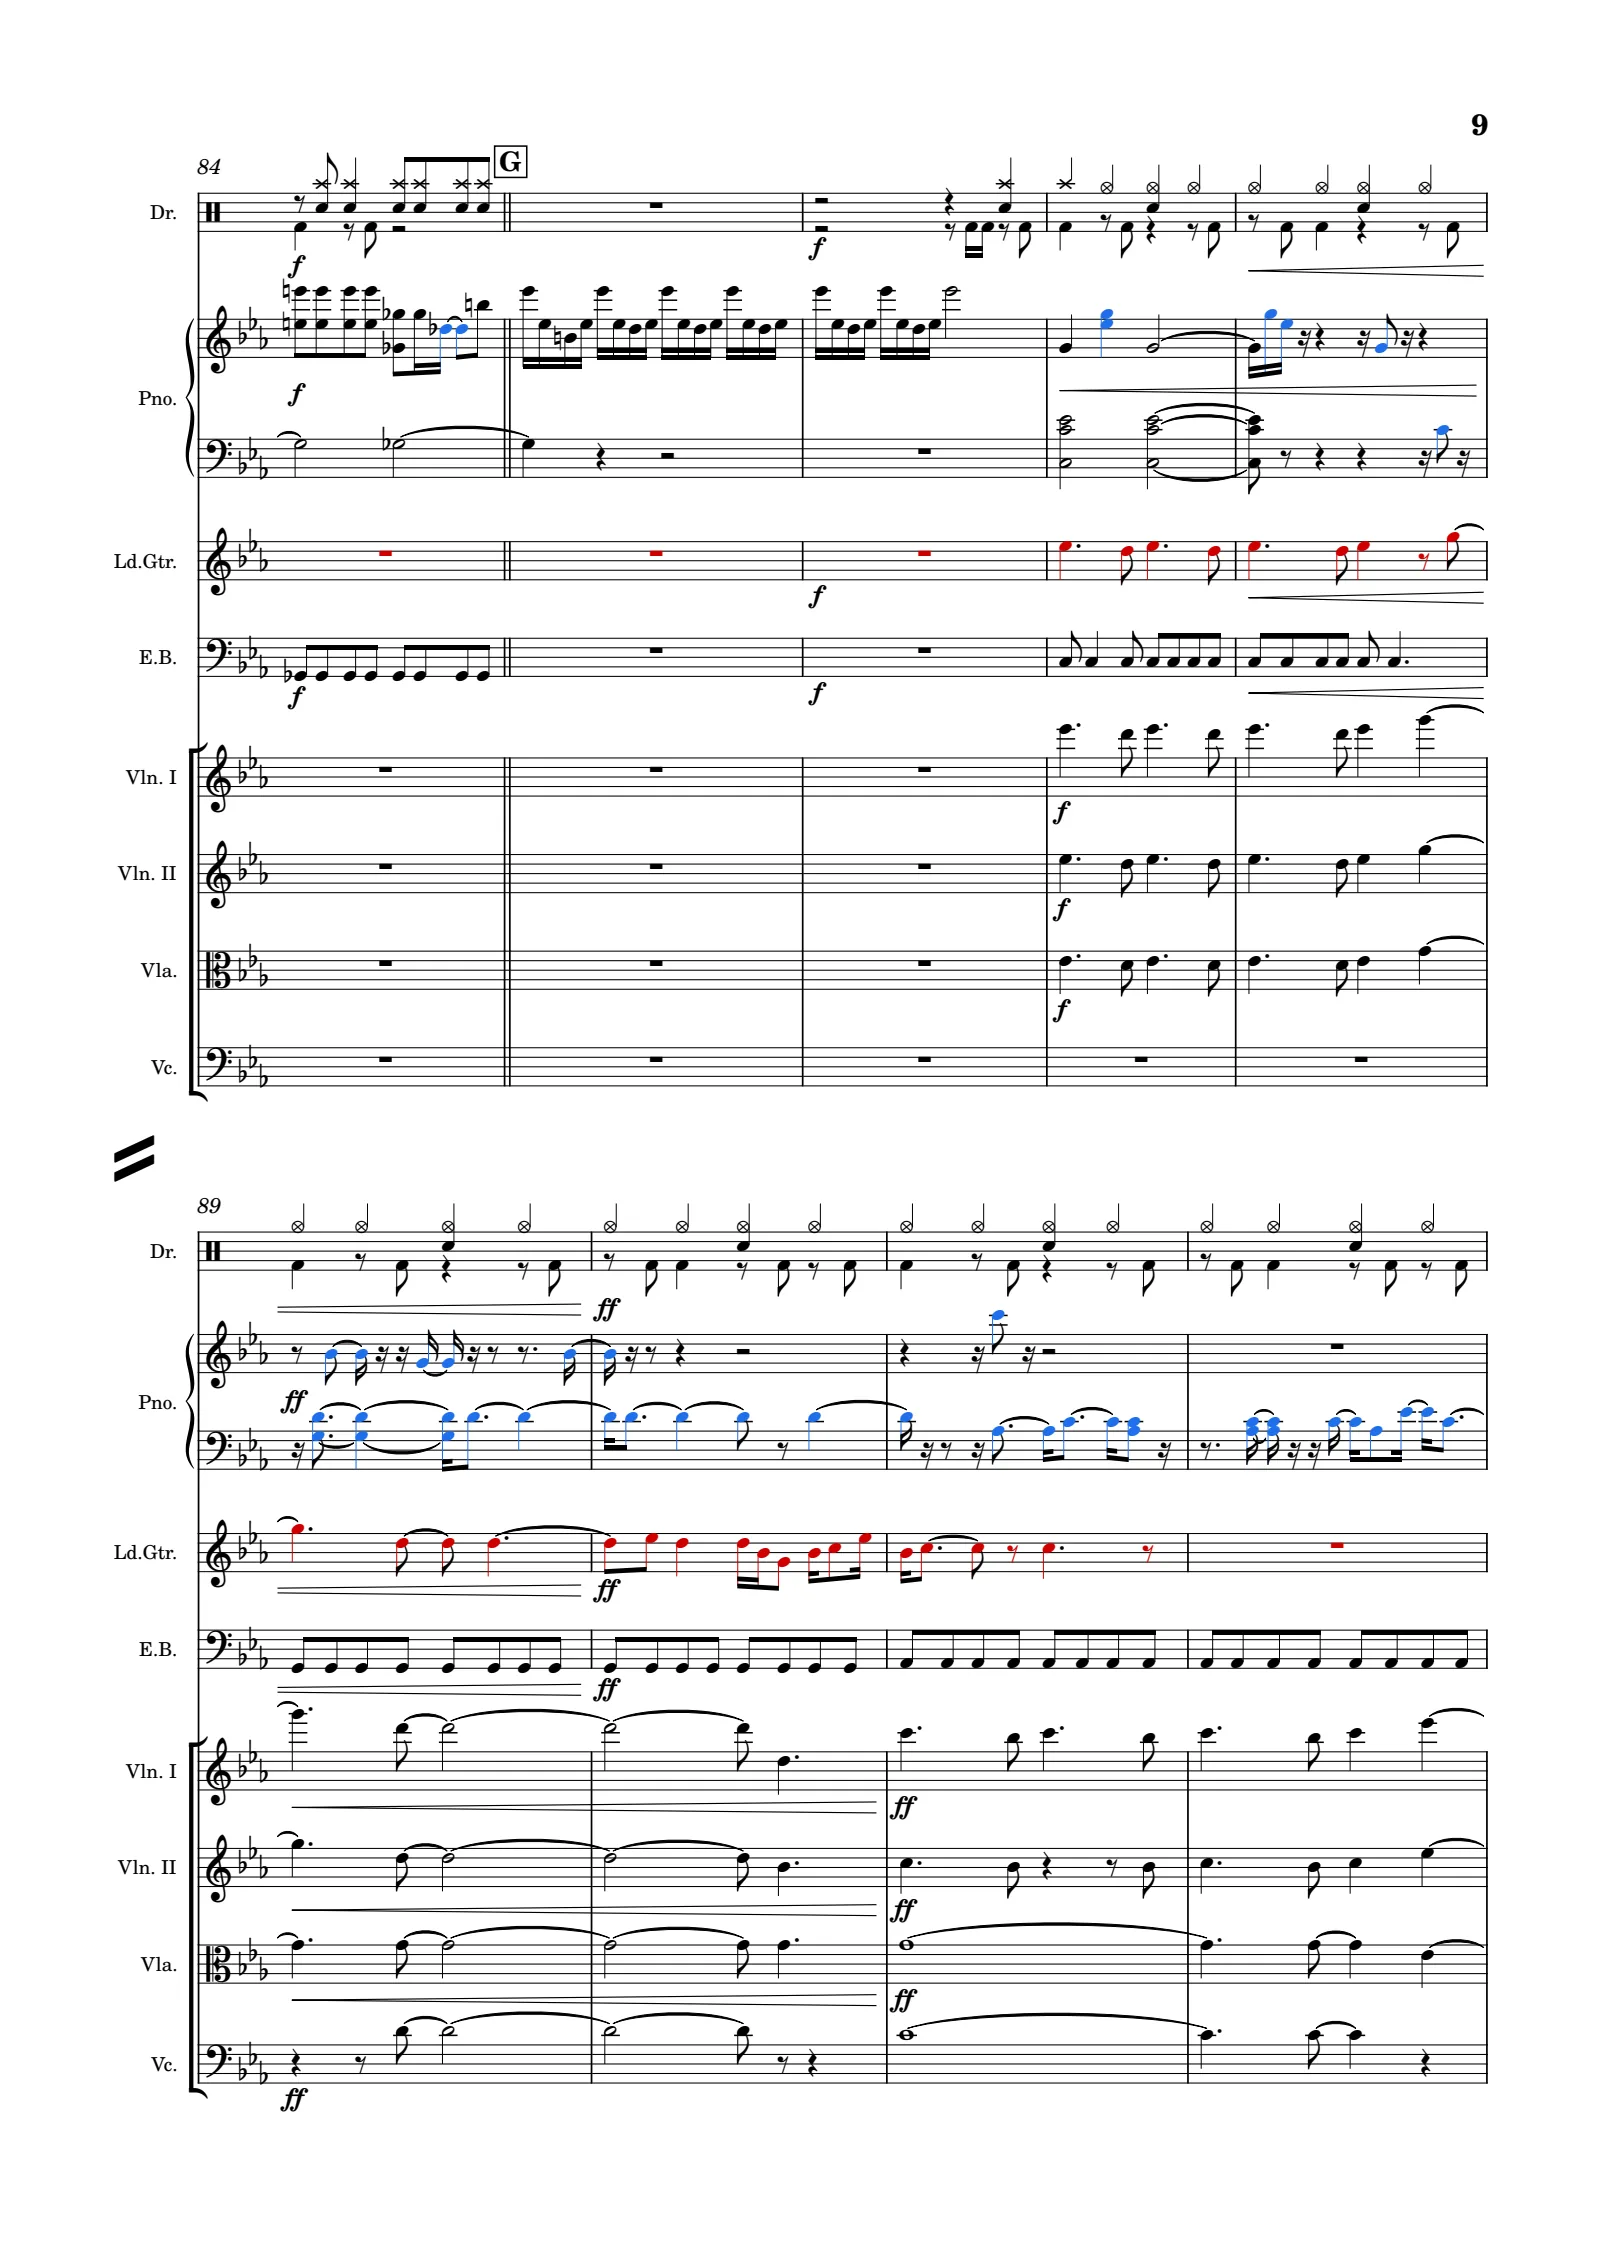 9
84
G
Dr.
f
f
Pno.
f
Ld.Gtr.
f
E.B.
f
f
Vln. I
f
Vln. II
f
Vla.
f
Vc.
89
Dr.
ff
Pno.
ff
Ld.Gtr.
ff
E.B.
ff
Vln. I
ff
Vln. II
ff
Vla.
ff
Vc.
ff